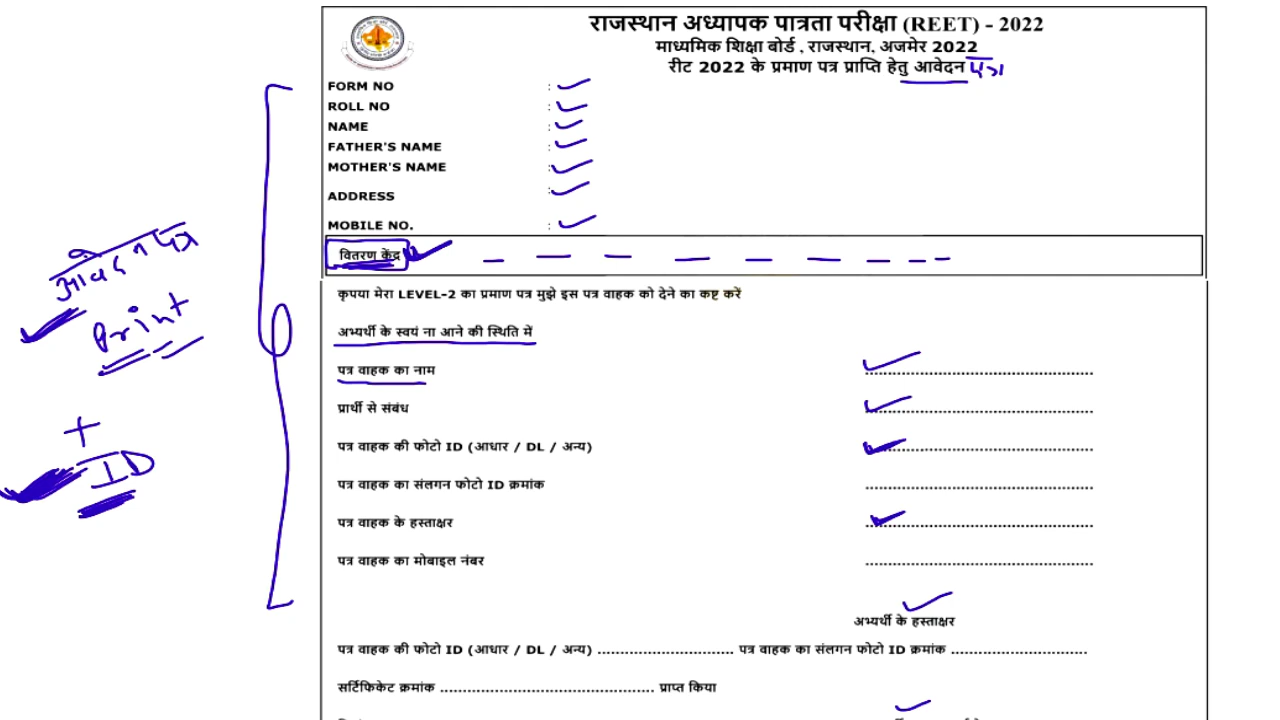 राजस्थान अध्यापक पात्रता परीक्षा (REET) - 2022
माध्यमिक शिक्षा बोर्ड , राजस्थान, अजमेर 2022
रीट 2022 के प्रमाण पत्र प्राप्ति हेतु आवेदन पत्र
FORM NO :
ROLL NO :
NAME :
FATHER'S NAME :
MOTHER'S NAME :
ADDRESS :
MOBILE NO. :
वितरण केंद्र
कृपया मेरा LEVEL-2 का प्रमाण पत्र मुझे इस पत्र वाहक को देने का कष्ट करें
अभ्यर्थी के स्वयं ना आने की स्थिति में
पत्र वाहक का नाम ..................................................
प्रार्थी से संबंध ..................................................
पत्र वाहक की फोटो ID (आधार / DL / अन्य) ..................................................
पत्र वाहक का संलगन फोटो ID क्रमांक ..................................................
पत्र वाहक के हस्ताक्षर ..................................................
पत्र वाहक का मोबाइल नंबर ..................................................
अभ्यर्थी के हस्ताक्षर
पत्र वाहक की फोटो ID (आधार / DL / अन्य) .............................. पत्र वाहक का संलगन फोटो ID क्रमांक ..............................
सर्टिफिकेट क्रमांक ............................................... प्राप्त किया
आवेदन पत्र
Print
+
ID